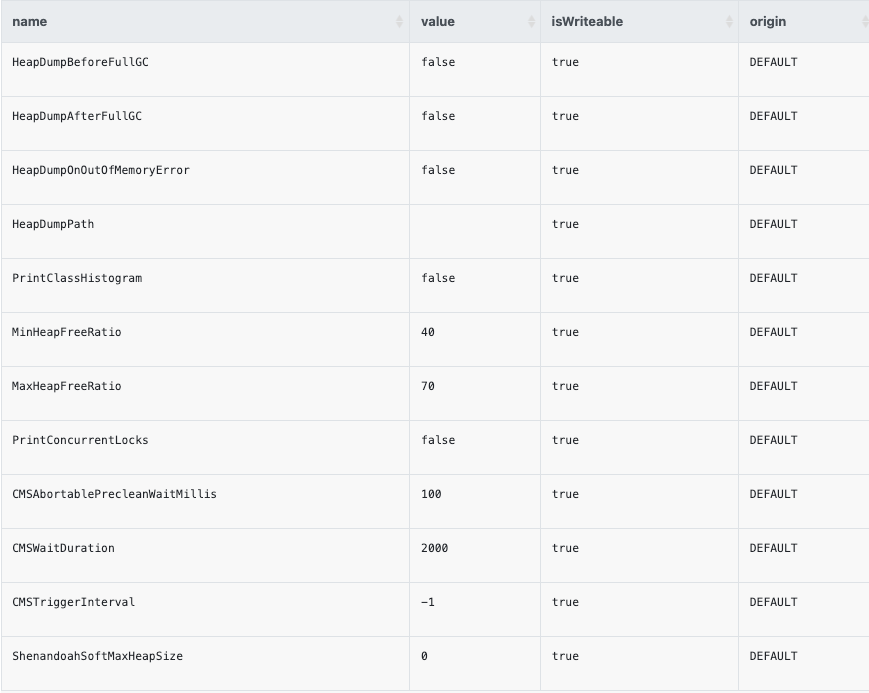 name value isWriteable origin
HeapDumpBeforeFullGC false true DEFAULT
HeapDumpAfterFullGC false true DEFAULT
HeapDumpOnOutOfMemoryError false true DEFAULT
HeapDumpPath true DEFAULT
PrintClassHistogram false true DEFAULT
MinHeapFreeRatio 40 true DEFAULT
MaxHeapFreeRatio 70 true DEFAULT
PrintConcurrentLocks false true DEFAULT
CMSAbortablePrecleanWaitMillis 100 true DEFAULT
CMSWaitDuration 2000 true DEFAULT
CMSTriggerInterval -1 true DEFAULT
ShenandoahSoftMaxHeapSize 0 true DEFAULT